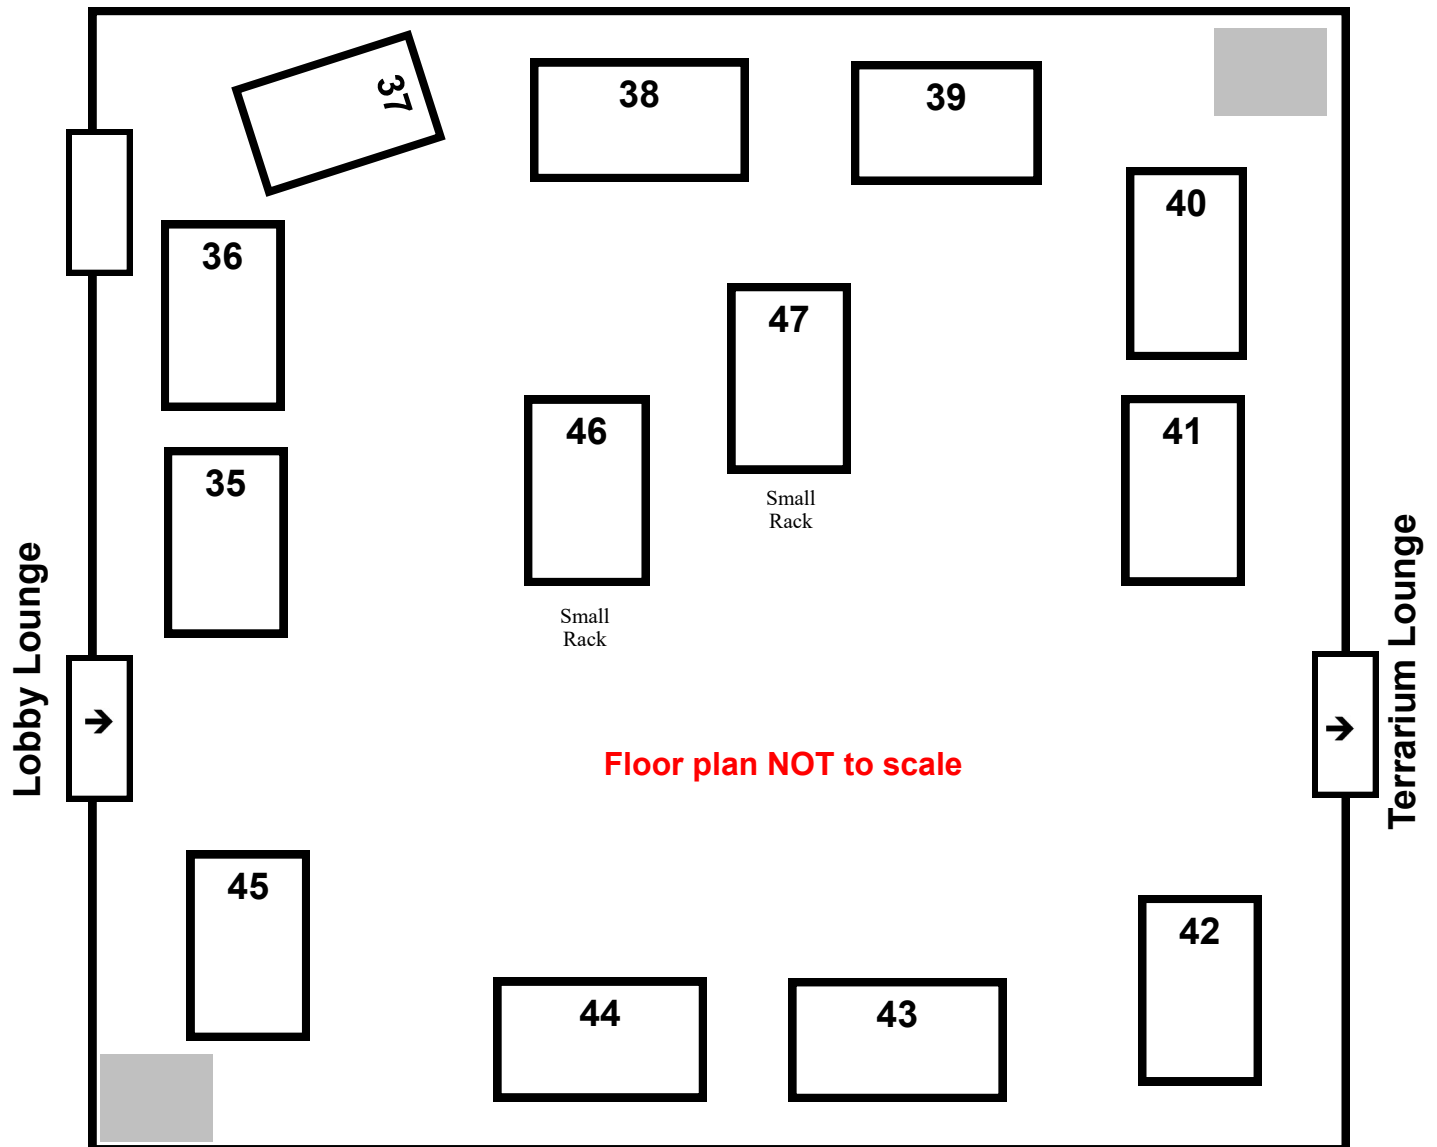 37
38
39
40
36
47
46
41
35
Small
Rack
Small
Rack
Lobby Lounge
Terrarium Lounge
→
→
Floor plan NOT to scale
45
42
44
43